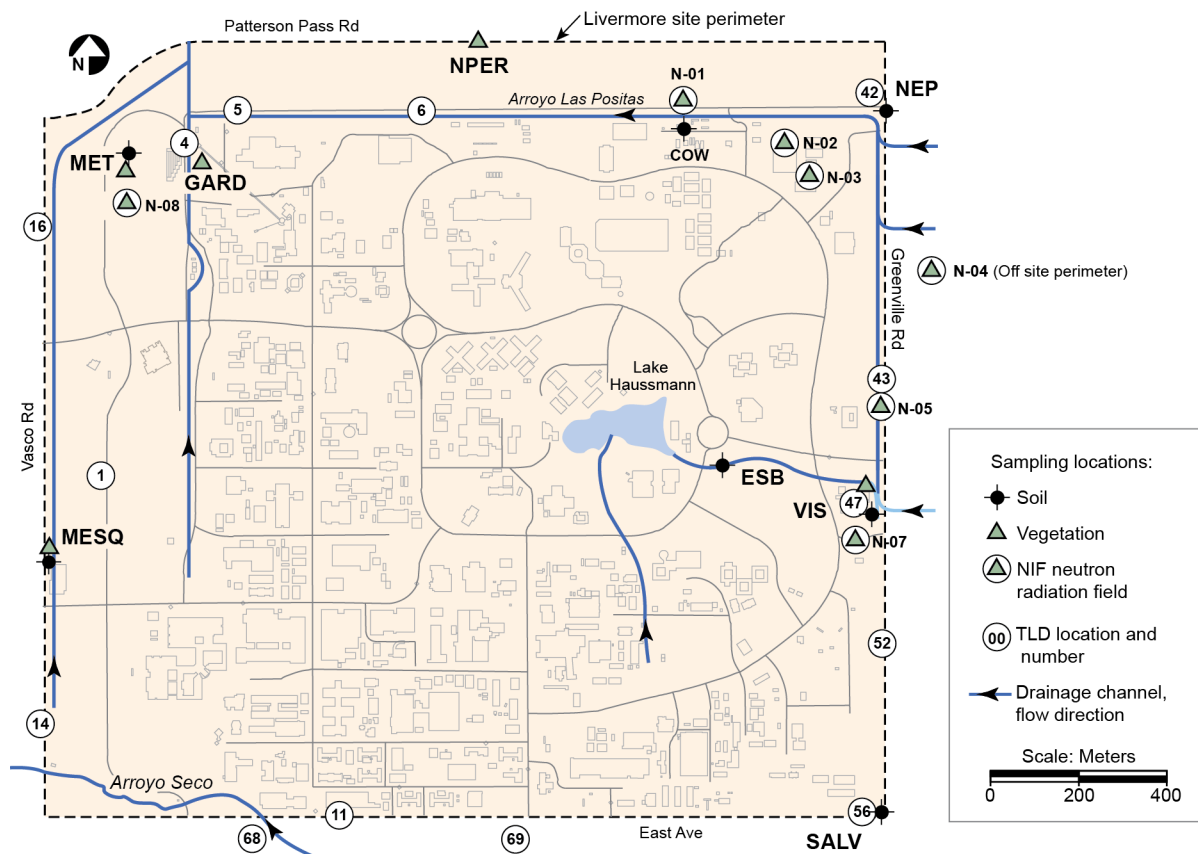 Patterson Pass Rd
Livermore site perimeter
N
NPER
N-01
42
NEP
5
6
Arroyo Las Positas
4
COW
N-02
MET
GARD
N-03
N-08
16
N-04 (Off site perimeter)
Greenville Rd
Lake
Haussmann
43
N-05
Vasco Rd
1
ESB
VIS
47
N-07
MESQ
52
14
Arroyo Seco
11
56
68
69
East Ave
SALV
Sampling locations:
Soil
Vegetation
NIF neutron
radiation field
00 TLD location and
number
Drainage channel,
flow direction
Scale: Meters
0 200 400